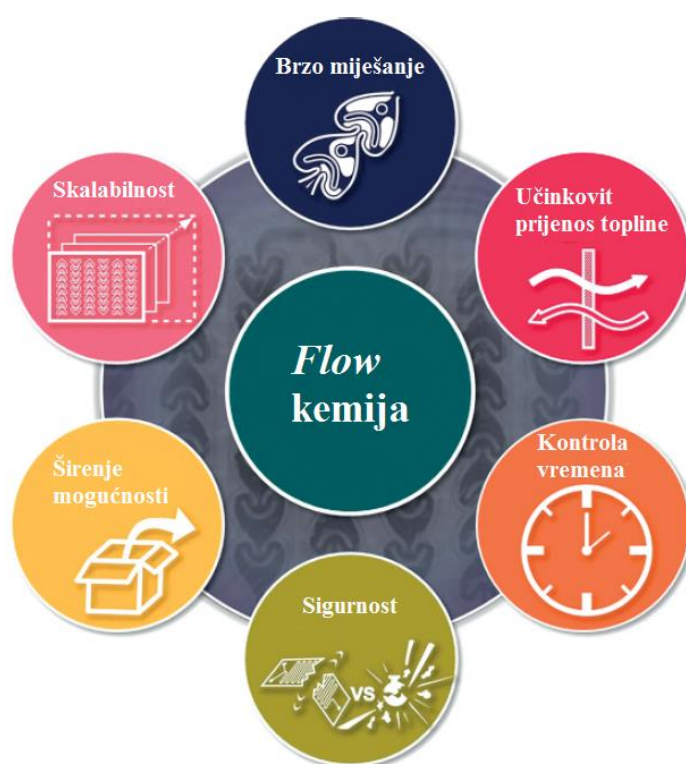 Brzo miješanje
Učinkovit
prijenos topline
Kontrola
vremena
Sigurnost
VS
Širenje
mogućnosti
Skalabilnost
Flow
kemija